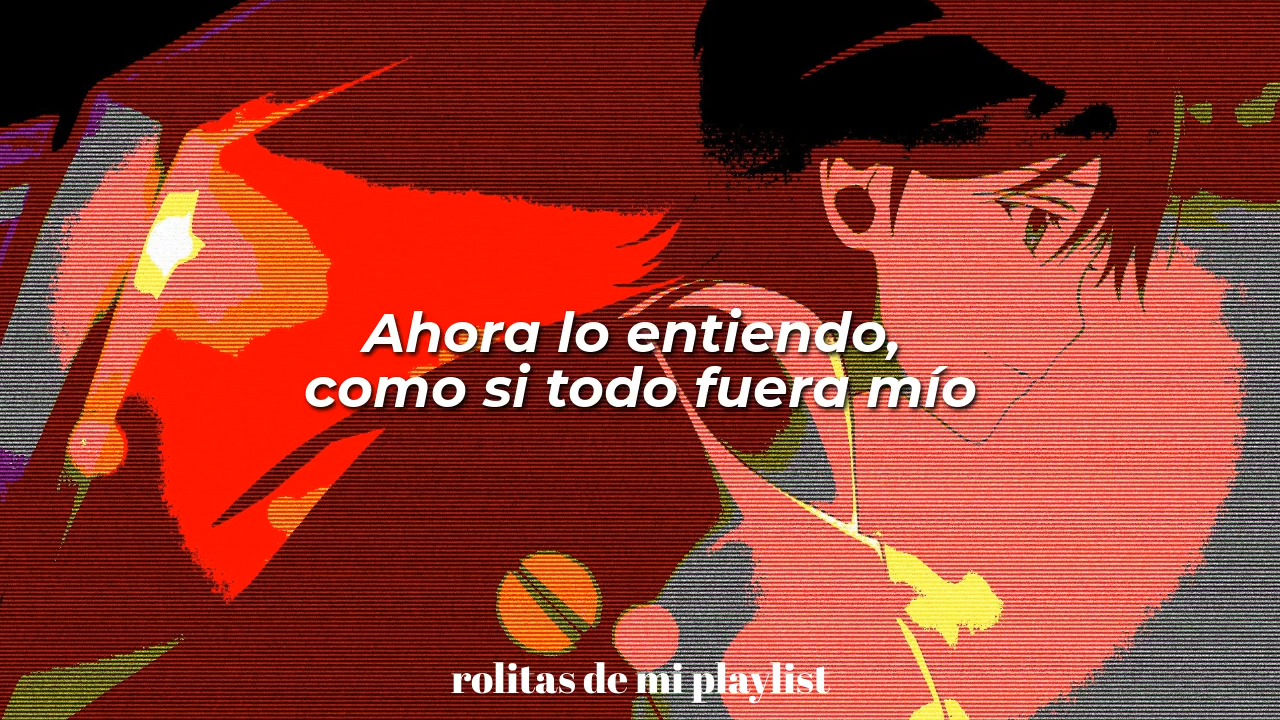 Ahora lo entiendo,
como si todo fuera mío
rolitas de mi playlist